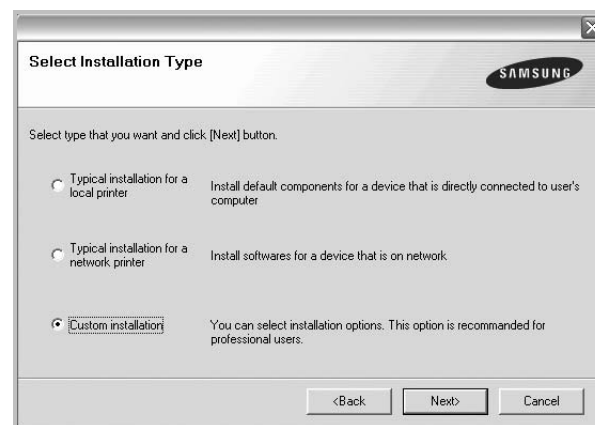 Select Installation Type
SAMSUNG
Select type that you want and click [Next] button.
Typical installation for a
local printer
Install default components for a device that is directly connected to user's
computer
Typical installation for a
network printer
Install softwares for a device that is on network
Custom installation
You can select installation options. This option is recommanded for
professional users.
<Back
Next>
Cancel